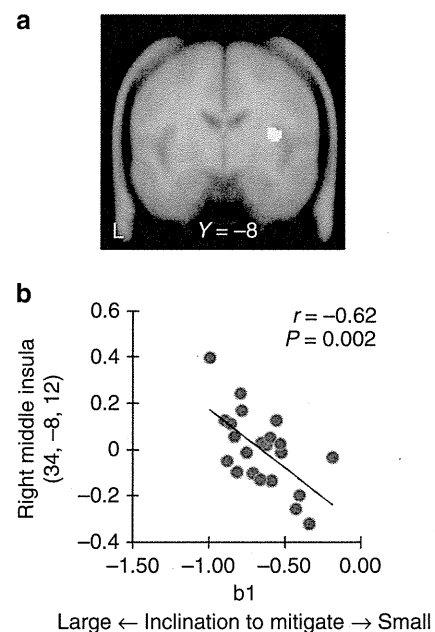 a
L
Y = −8
b
r = −0.62
P = 0.002
Right middle insula
(34, −8, 12)
0.6
0.4
0.2
0
−0.2
−0.4
−1.50
−1.00
−0.50
0.00
b1
Large ← Inclination to mitigate → Small